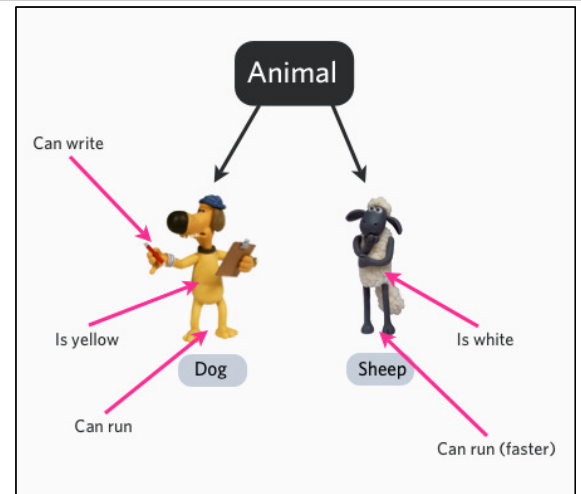 Animal
Can write
Is yellow
Is white
Dog
Sheep
Can run
Can run (faster)